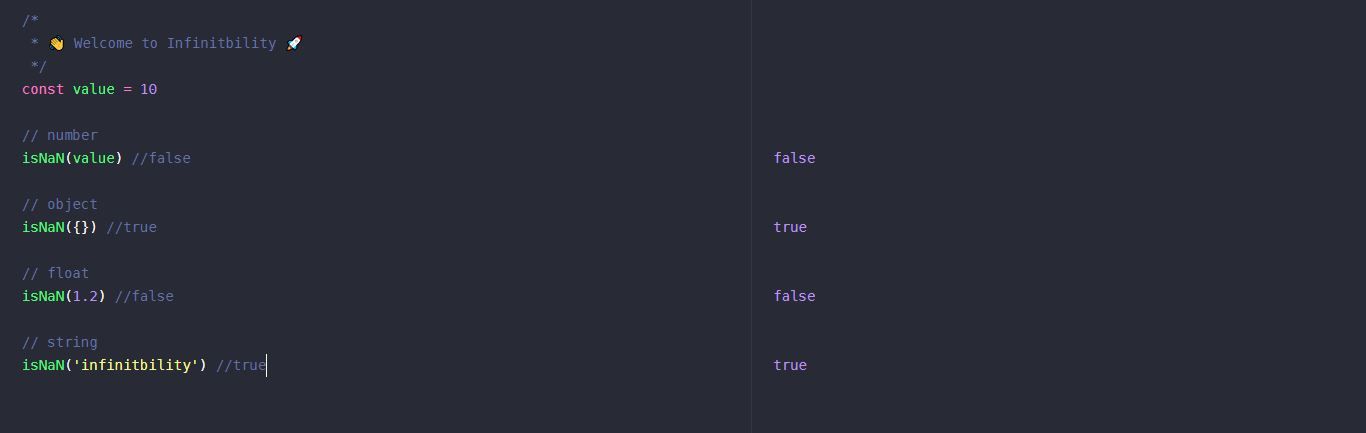 /*
 * 👋 Welcome to Infinitbility 🚀
 */
const value = 10
// number
isNaN(value) //false
false
// object
isNaN({}) //true
true
// float
isNaN(1.2) //false
false
// string
isNaN('infinitbility') //true
true